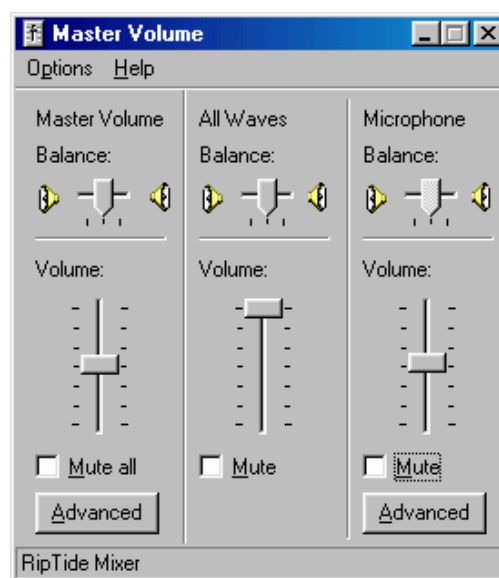 Master Volume
Options Help
Master Volume
Balance:
Volume:
Mute all
Advanced
All Waves
Balance:
Volume:
Mute
Microphone
Balance:
Volume:
Mute
Advanced
RipTide Mixer